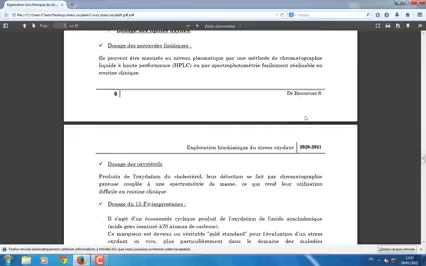 Dosage des peroxydes lipidiques :
Ils peuvent être mesurés au niveau plasmatique par une méthode de chromatographie
liquide à haute performance (HPLC) ou par spectrophotométrie facilement réalisable en
routine clinique.
6
Exploration biochimique du stress oxydant 2020-2021
Dosage des oxystérols
Produits de l'oxydation du cholestérol, leur détection se fait par chromatographie
gazeuse couplée à une spectrométrie de masse, ce qui rend leur utilisation
difficile en routine clinique.
Dosage du 15-F2-isoprostanes :
Il s'agit d'un écosanoïde cyclique produit de l'oxydation de l'acide arachidonique
(acide gras insaturé à 20 atomes de carbone).
Ce marqueur est devenu un véritable "gold standard" pour l'évaluation d'un stress
oxydant in vivo, plus particulièrement dans le domaine des maladies